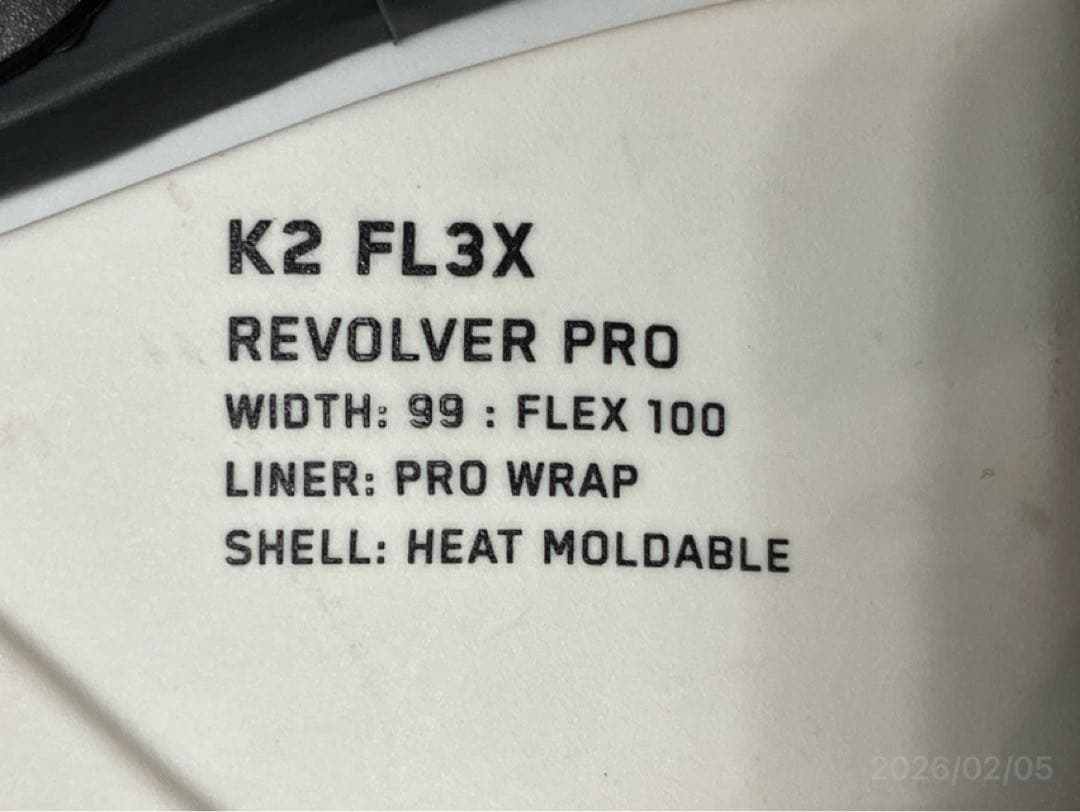 K2 FL3X
REVOLVER PRO
WIDTH: 99 : FLEX 100
LINER: PRO WRAP
SHELL: HEAT MOLDABLE
2026/02/05